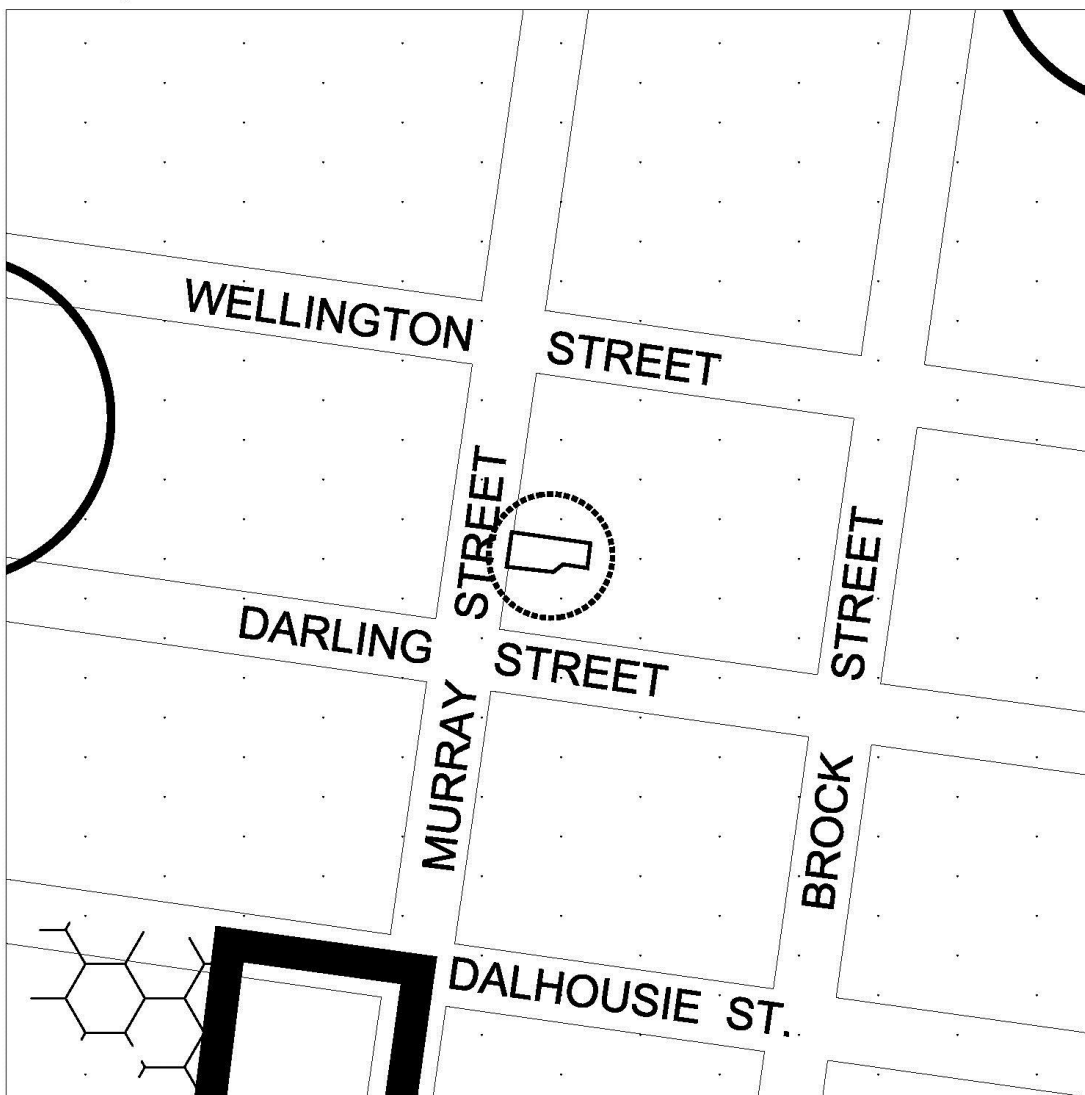 WELLINGTON STREET
DARLING STREET
MURRAY STREET
BROCK STREET
DALHOUSIE ST.